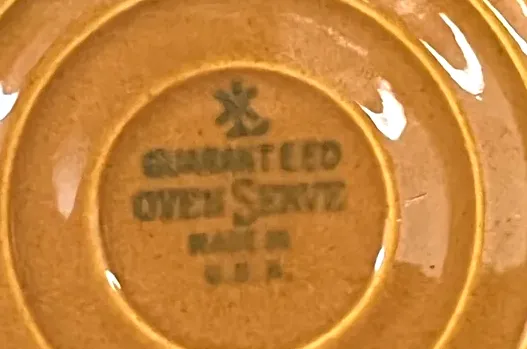 GUARANTEED
OVEN SERVE
MADE IN
U.S.A.